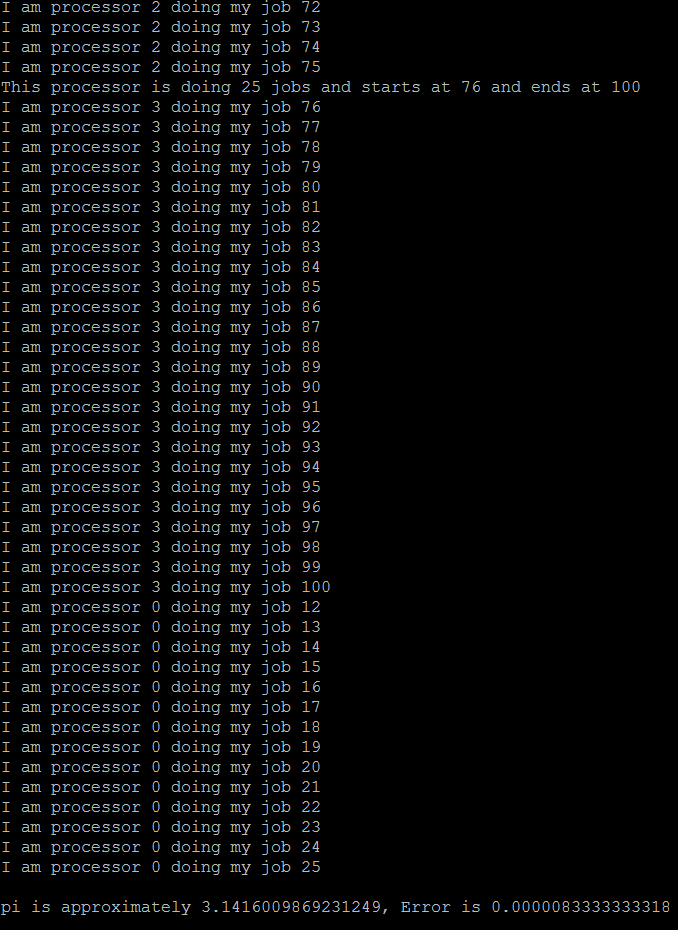 I am processor 2 doing my job 72
I am processor 2 doing my job 73
I am processor 2 doing my job 74
I am processor 2 doing my job 75
This processor is doing 25 jobs and starts at 76 and ends at 100
I am processor 3 doing my job 76
I am processor 3 doing my job 77
I am processor 3 doing my job 78
I am processor 3 doing my job 79
I am processor 3 doing my job 80
I am processor 3 doing my job 81
I am processor 3 doing my job 82
I am processor 3 doing my job 83
I am processor 3 doing my job 84
I am processor 3 doing my job 85
I am processor 3 doing my job 86
I am processor 3 doing my job 87
I am processor 3 doing my job 88
I am processor 3 doing my job 89
I am processor 3 doing my job 90
I am processor 3 doing my job 91
I am processor 3 doing my job 92
I am processor 3 doing my job 93
I am processor 3 doing my job 94
I am processor 3 doing my job 95
I am processor 3 doing my job 96
I am processor 3 doing my job 97
I am processor 3 doing my job 98
I am processor 3 doing my job 99
I am processor 3 doing my job 100
I am processor 0 doing my job 12
I am processor 0 doing my job 13
I am processor 0 doing my job 14
I am processor 0 doing my job 15
I am processor 0 doing my job 16
I am processor 0 doing my job 17
I am processor 0 doing my job 18
I am processor 0 doing my job 19
I am processor 0 doing my job 20
I am processor 0 doing my job 21
I am processor 0 doing my job 22
I am processor 0 doing my job 23
I am processor 0 doing my job 24
I am processor 0 doing my job 25
pi is approximately 3.1416009869231249, Error is 0.0000083333333318